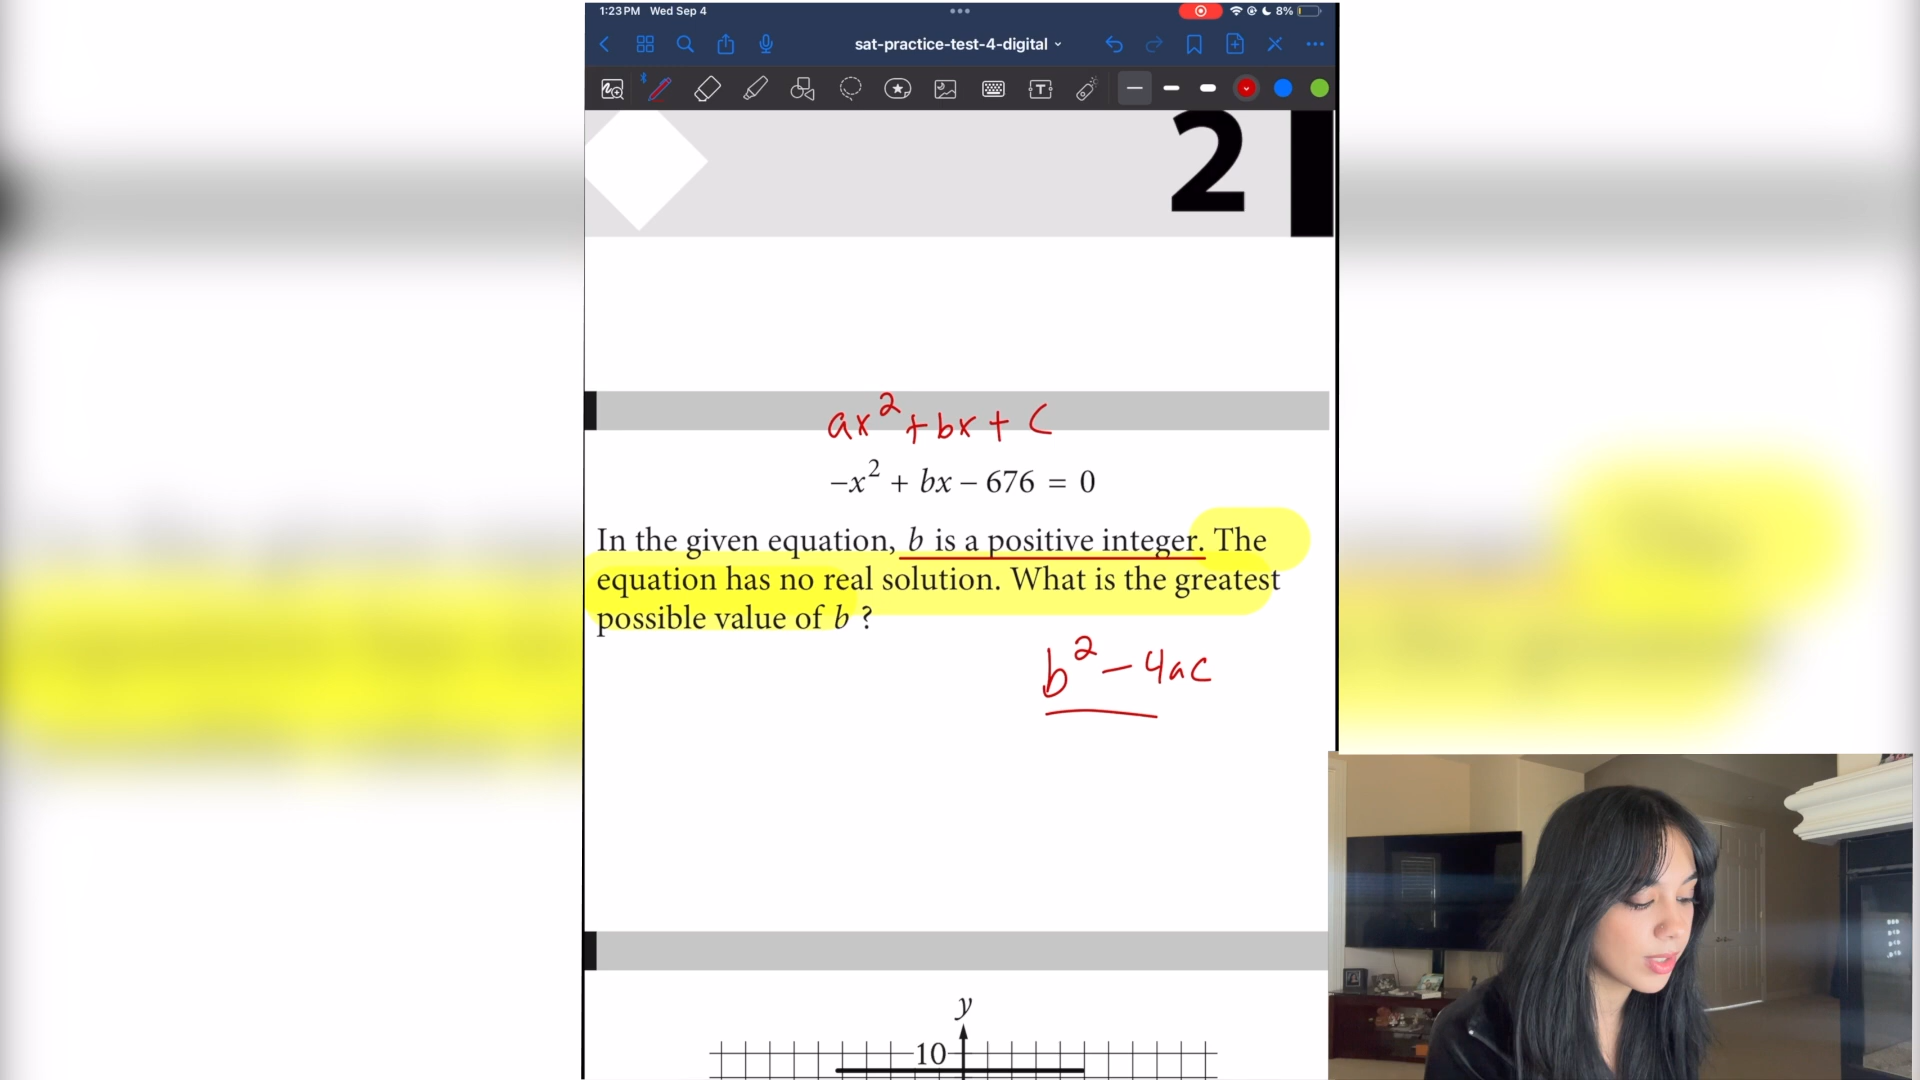 1:23 PM Wed Sep 4
8%
sat-practice-test-4-digital
T
2
ax² + bx + c
−x² + bx − 676 = 0
In the given equation, b is a positive integer. The
equation has no real solution. What is the greatest
possible value of b ?
b² − 4ac
y
10